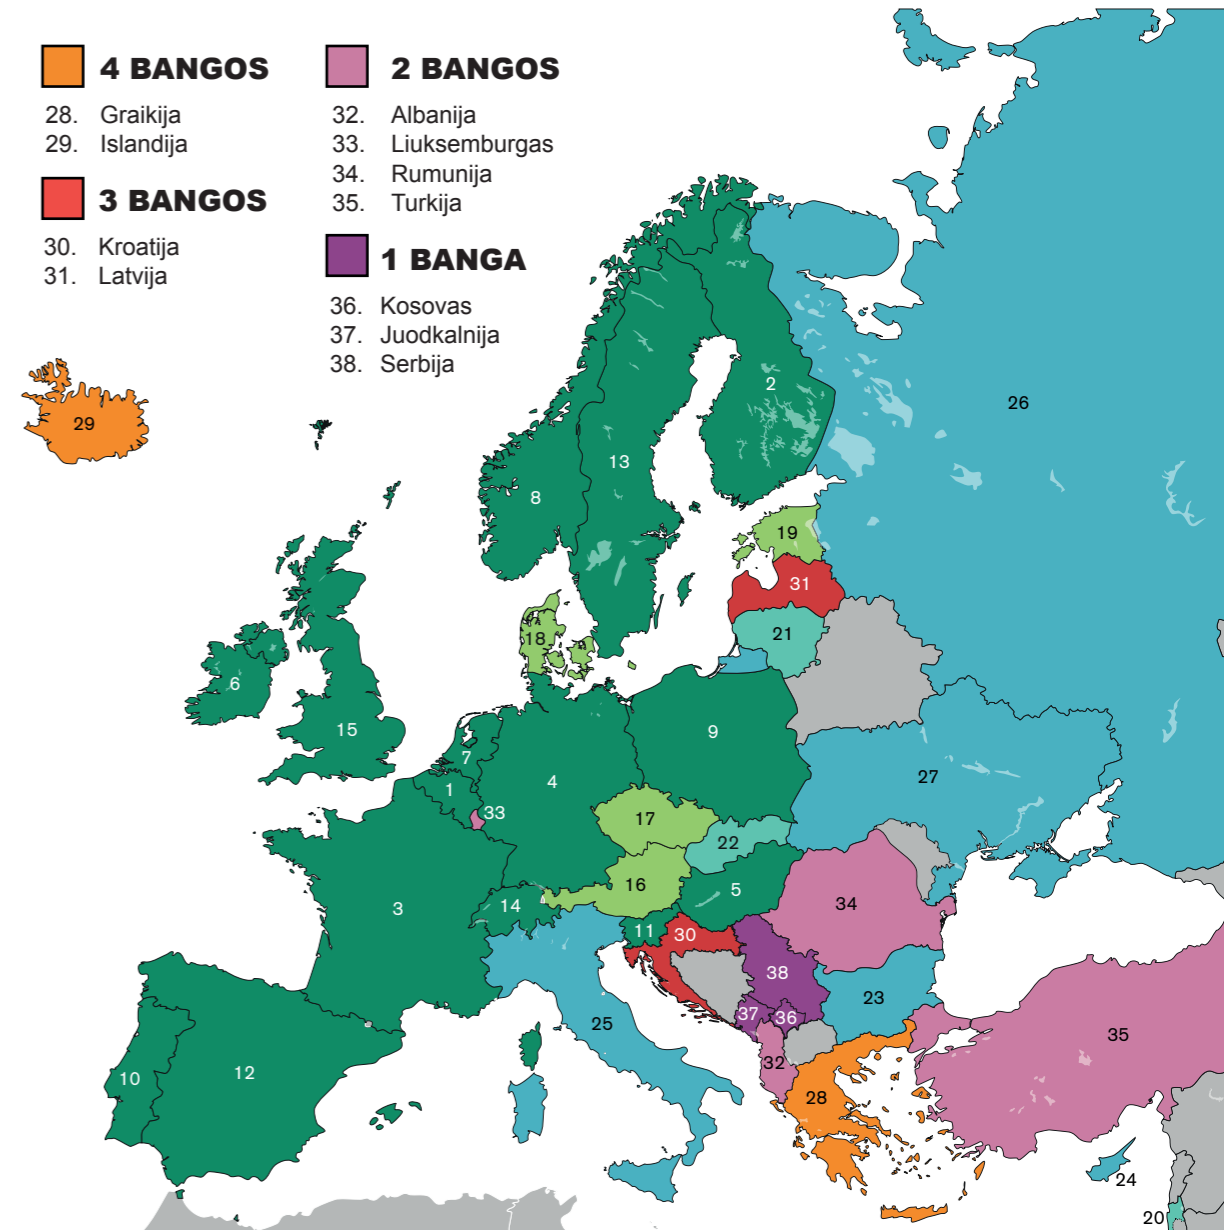 4 BANGOS
28. Graikija
29. Islandija
3 BANGOS
30. Kroatija
31. Latvija
2 BANGOS
32. Albanija
33. Liuksemburgas
34. Rumunija
35. Turkija
1 BANGA
36. Kosovas
37. Juodkalnija
38. Serbija
2
26
29
13
8
19
31
21
18
6
15
9
7
4
27
1
33
17
22
16
5
3
14
34
11
30
38
23
37
36
25
35
32
10
12
28
24
20